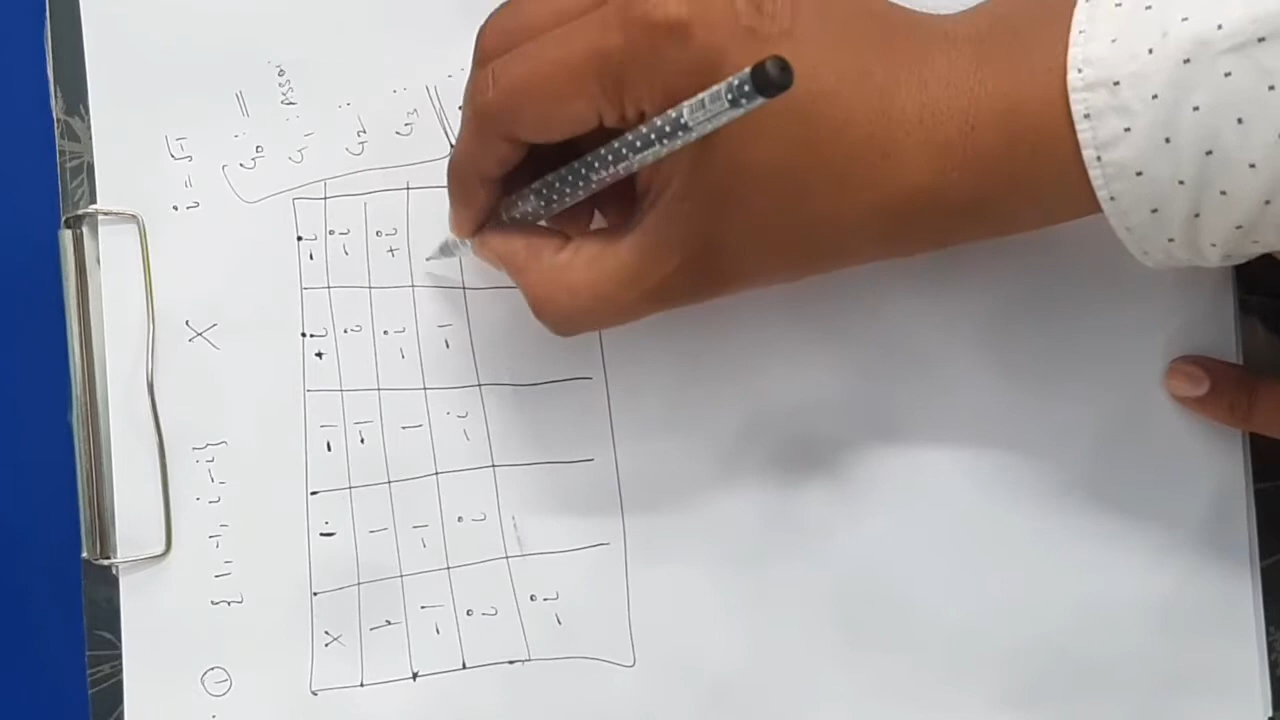 ① {1, -1, i, -i} X i = √-1
X 1 -1 +i -i
1 1 -1 i -i
-1 -1 1 -i +i
i i -i -1
-i
G0 :=
G1 : Asso
G2 :
G3 :